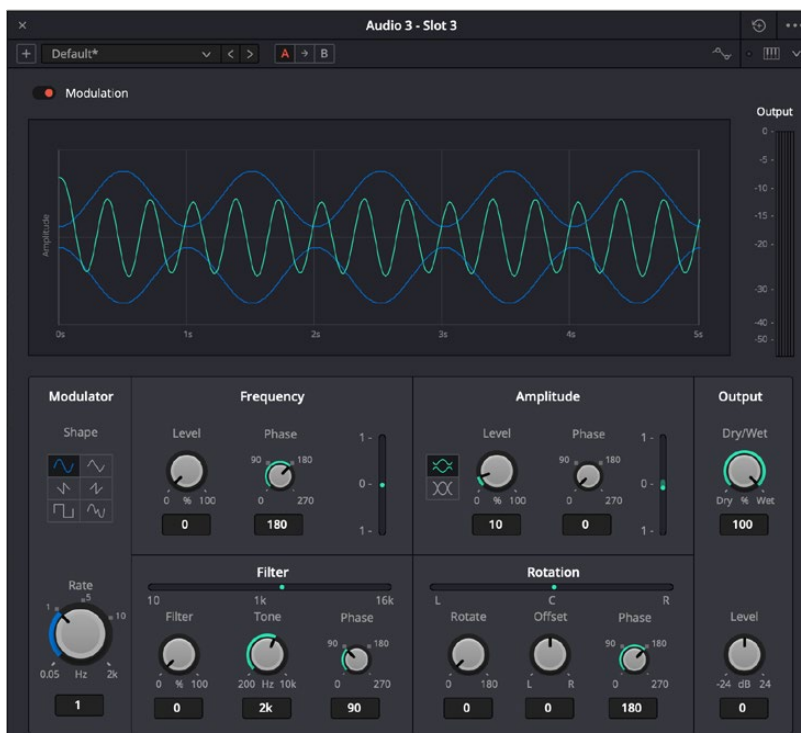 Audio 3 - Slot 3
Default*
A
B
Modulation
Output
0 -
-5 -
-10 -
-15 -
-20 -
-30 -
-40 -
-50 -
Amplitude
0s 1s 2s 3s 4s 5s
Modulator
Shape
Rate
1 5 10
0.05 Hz 2k
1
Frequency
Level Phase
90 180
0 % 100 0 270
0 180
1 -
0 -
1 -
Amplitude
Level Phase
90 180
0 % 100 0 270
10 0
1 -
0 -
1 -
Output
Dry/Wet
Dry % Wet
100
Filter
10 1k 16k
Filter Tone Phase
90 180
0 % 100 200 Hz 10k 0 270
0 2k 90
Rotation
L C R
Rotate Offset Phase
90 180
0 180 L R 0 270
0 0 180
Level
-24 dB 24
0